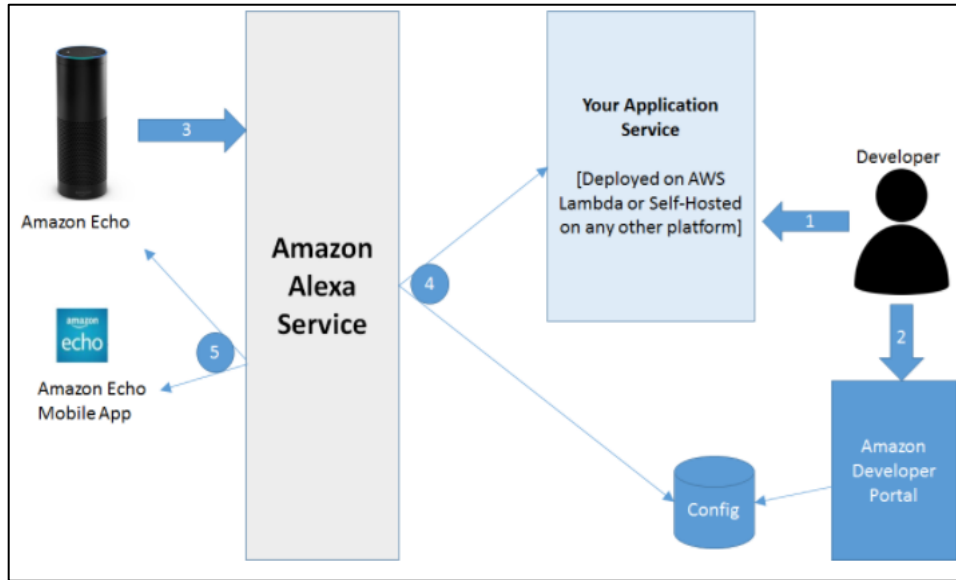 3
Amazon Echo
amazon
echo
Amazon Echo
Mobile App
5
Amazon
Alexa
Service
4
Your Application
Service
[Deployed on AWS
Lambda or Self-Hosted
on any other platform]
Developer
1
2
Amazon
Developer
Portal
Config